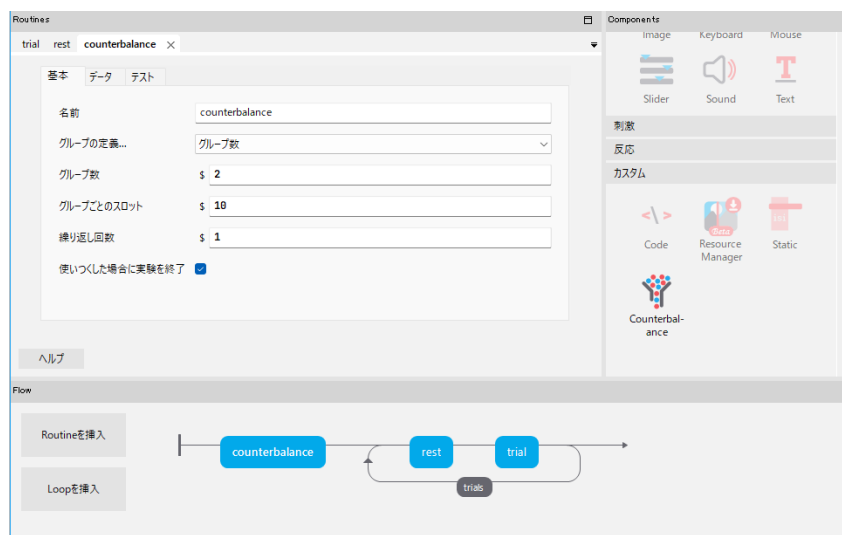 Routines
trial rest counterbalance
基本 データ テスト
名前 counterbalance
グループの定義... グループ数
グループ数 $ 2
グループごとのスロット $ 10
繰り返し回数 $ 1
使いつくした場合に実験を終了
ヘルプ
Components
Image Keyboard Mouse
Slider Sound Text
刺激
反応
カスタム
Code Resource Manager Static
Beta
Counterbal-
ance
Flow
Routineを挿入
Loopを挿入
counterbalance rest trial
trials